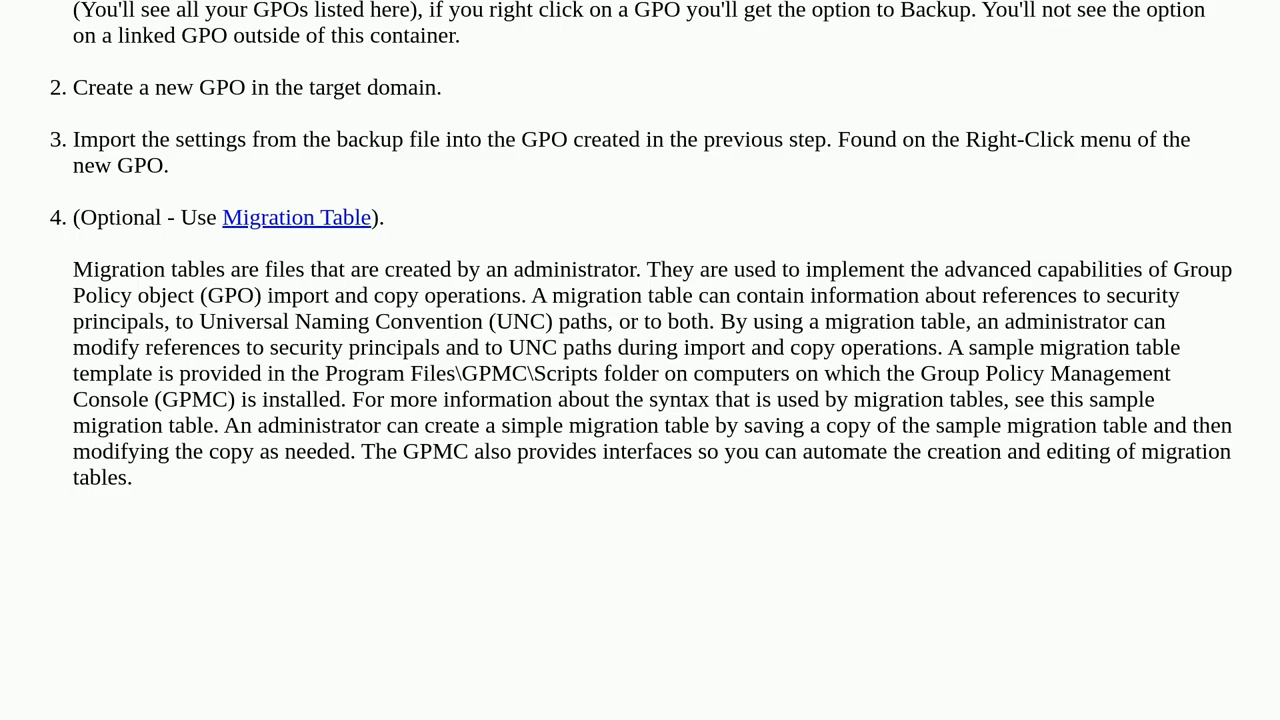 (You'll see all your GPOs listed here), if you right click on a GPO you'll get the option to Backup. You'll not see the option
on a linked GPO outside of this container.
2. Create a new GPO in the target domain.
3. Import the settings from the backup file into the GPO created in the previous step. Found on the Right-Click menu of the
new GPO.
4. (Optional - Use Migration Table).
Migration tables are files that are created by an administrator. They are used to implement the advanced capabilities of Group
Policy object (GPO) import and copy operations. A migration table can contain information about references to security
principals, to Universal Naming Convention (UNC) paths, or to both. By using a migration table, an administrator can
modify references to security principals and to UNC paths during import and copy operations. A sample migration table
template is provided in the Program Files\GPMC\Scripts folder on computers on which the Group Policy Management
Console (GPMC) is installed. For more information about the syntax that is used by migration tables, see this sample
migration table. An administrator can create a simple migration table by saving a copy of the sample migration table and then
modifying the copy as needed. The GPMC also provides interfaces so you can automate the creation and editing of migration
tables.